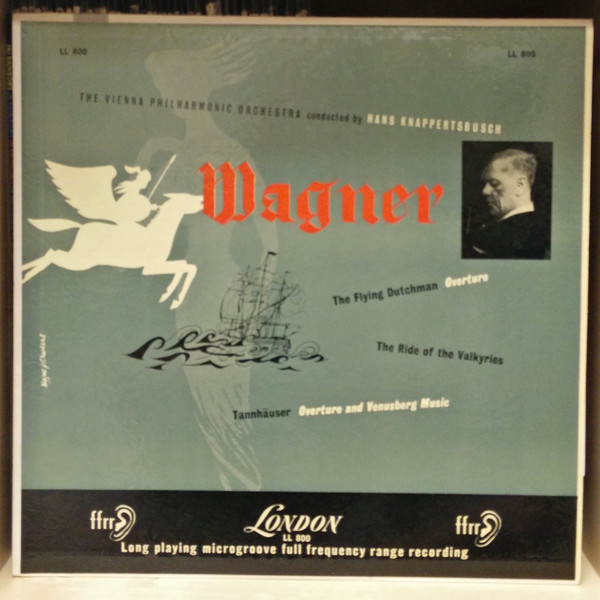 LL 800
LL 800
THE VIENNA PHILHARMONIC ORCHESTRA conducted by HANS KNAPPERTSBUSCH
Wagner
The Flying Dutchman Overture
The Ride of the Valkyries
Tannhäuser Overture and Venusberg Music
ffrr
LONDON
ffrr
LL 800
Long playing microgroove full frequency range recording